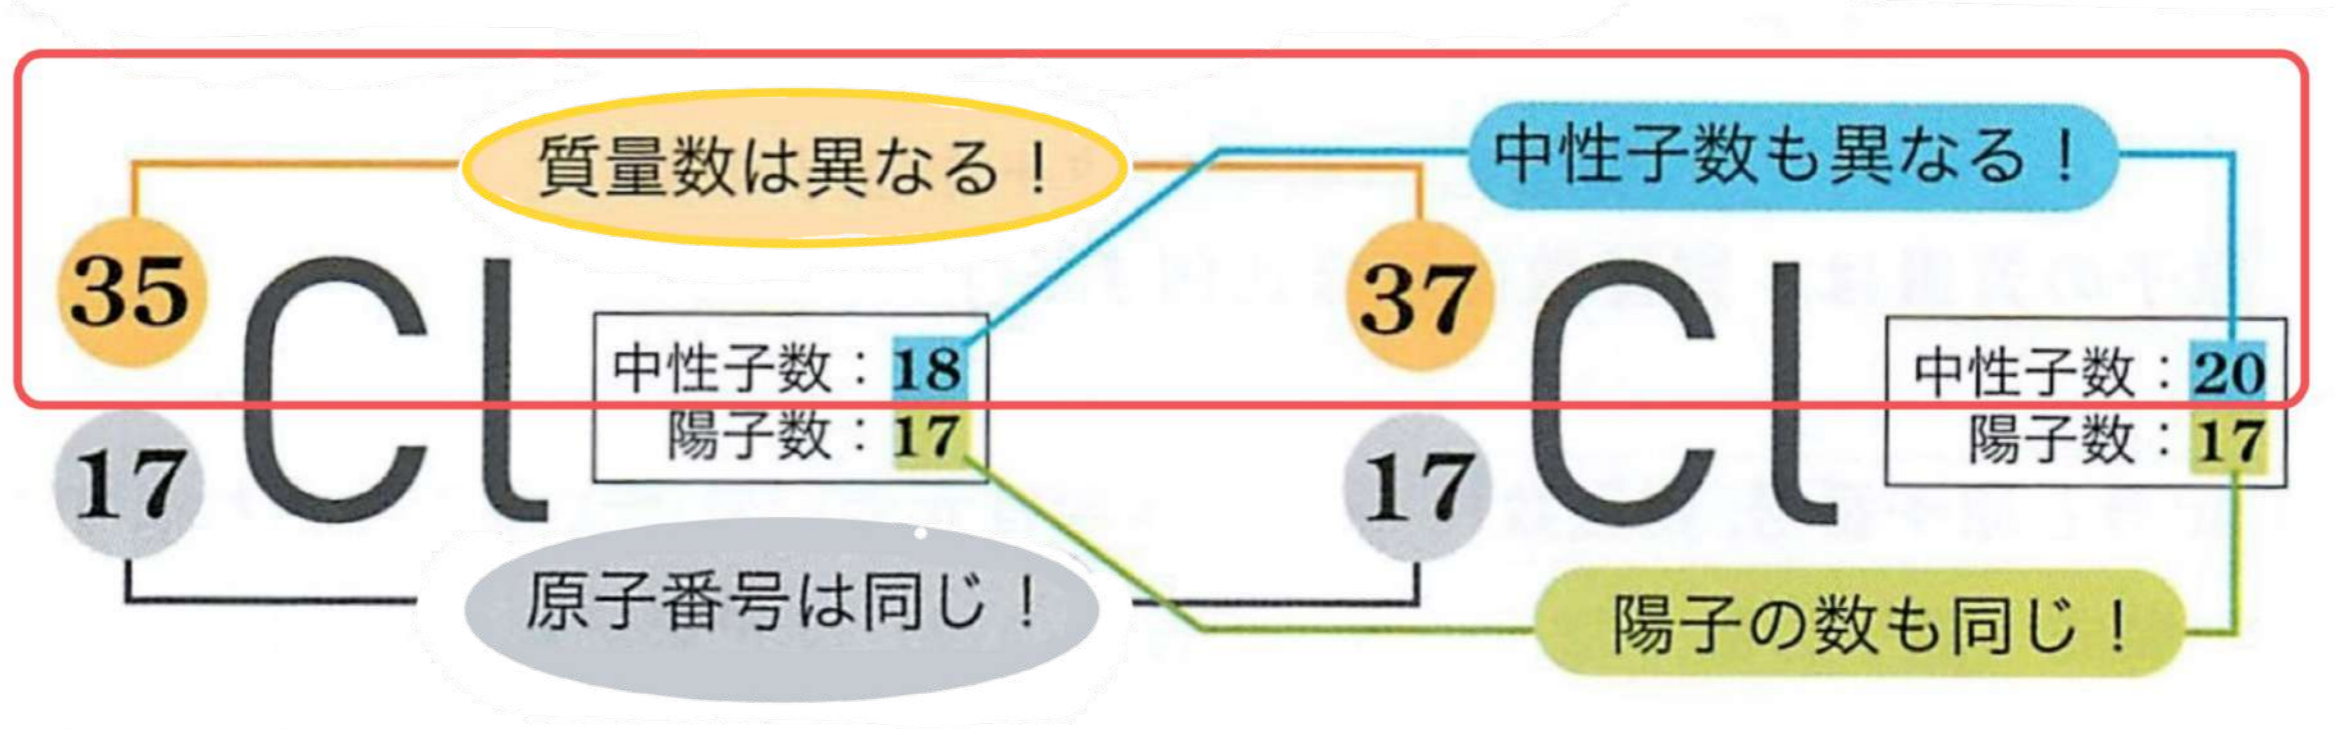 質量数は異なる！
中性子数も異なる！
35
Cl
中性子数：18
陽子数：17
17
37
Cl
中性子数：20
陽子数：17
17
原子番号は同じ！
陽子の数も同じ！